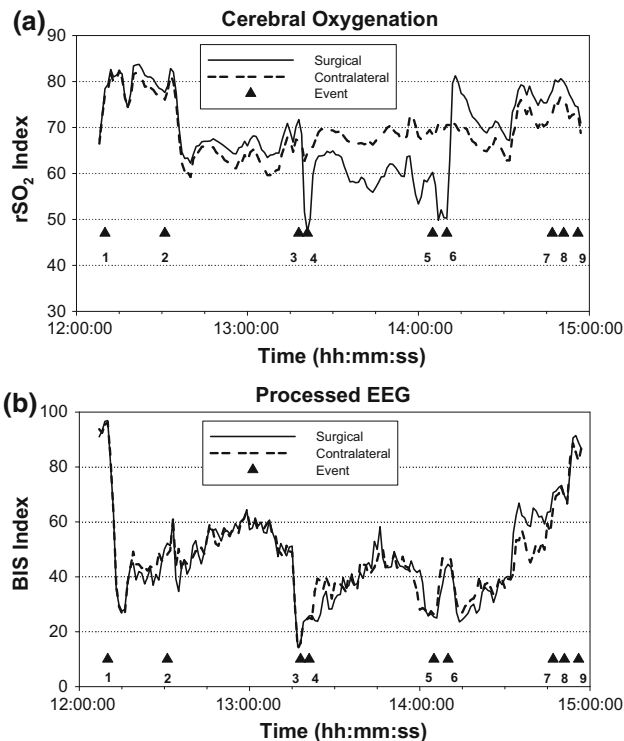 (a)
Cerebral Oxygenation
90
80
70
60
50
40
30
rSO₂ Index
Surgical
Contralateral
Event
1 2 3 4 5 6 7 8 9
12:00:00 13:00:00 14:00:00 15:00:00
Time (hh:mm:ss)
(b)
Processed EEG
100
80
60
40
20
0
BIS Index
Surgical
Contralateral
Event
1 2 3 4 5 6 7 8 9
12:00:00 13:00:00 14:00:00 15:00:00
Time (hh:mm:ss)